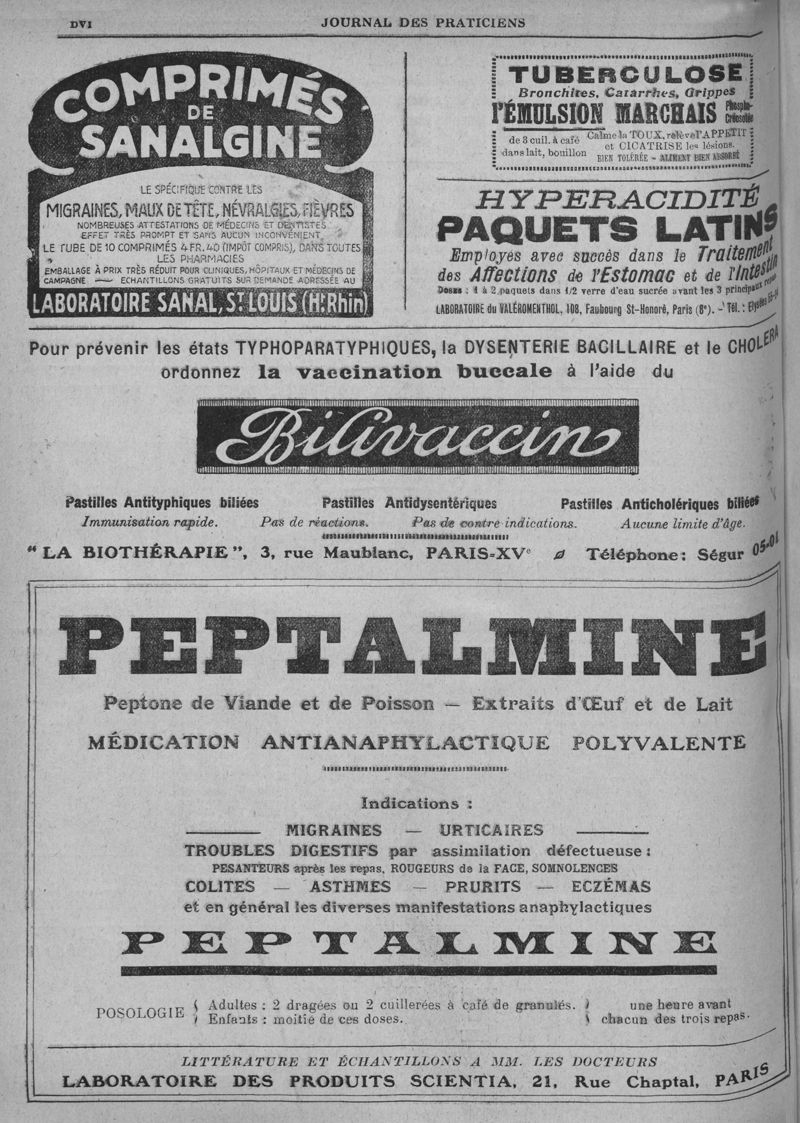 DVI
JOURNAL DES PRATICIENS
COMPRIMÉS
DE
SANALGINE
LE SPÉCIFIQUE CONTRE LES
MIGRAINES, MAUX DE TÊTE, NÉVRALGIES, FIÈVRES
NOMBREUSES ATTESTATIONS DE MÉDECINS ET DENTISTES
EFFET TRÈS PROMPT ET SANS AUCUN INCONVÉNIENT
LE TUBE DE 10 COMPRIMÉS 4 FR. 40 (IMPÔT COMPRIS), DANS TOUTES
LES PHARMACIES
EMBALLAGE À PRIX TRÈS RÉDUIT POUR CLINIQUES, HÔPITAUX ET MÉDECINS DE
CAMPAGNE — ECHANTILLONS GRATUITS SUR DEMANDE ADRESSÉE AU
LABORATOIRE SANAL, ST LOUIS (Ht Rhin)
TUBERCULOSE
Bronchites, Catarrhes, Grippes
l'ÉMULSION MARCHAIS Phospho-Créosotée
de 3 cuil. à café
dans lait, bouillon
Calme la TOUX, relève l'APPETIT
et CICATRISE les lésions.
BIEN TOLÉRÉE - ALIMENT BIEN ABSORBÉ
HYPERACIDITÉ
PAQUETS LATINS
Employés avec succès dans le Traitement
des Affections de l'Estomac et de l'Intestin
Doses : 1 à 2 paquets dans 1/2 verre d'eau sucrée avant les 3 principaux repas
LABORATOIRE du VALÉROMENTHOL, 108, Faubourg St-Honoré, Paris (8e). - Tél. : Elysées
Pour prévenir les états TYPHOPARATYPHIQUES, la DYSENTERIE BACILLAIRE et le CHOLÉRA
ordonnez la vaccination buccale à l'aide du
Bilivaccin
Pastilles Antityphiques biliées Pastilles Antidysentériques Pastilles Anticholériques biliées
Immunisation rapide. Pas de réactions. Pas de contre indications. Aucune limite d'âge.
" LA BIOTHÉRAPIE ", 3, rue Maublanc, PARIS-XVe Téléphone : Ségur 05-01
PEPTALMINE
Peptone de Viande et de Poisson — Extraits d'Œuf et de Lait
MÉDICATION ANTIANAPHYLACTIQUE POLYVALENTE
Indications :
MIGRAINES — URTICAIRES
TROUBLES DIGESTIFS par assimilation défectueuse :
PESANTEURS après les repas, ROUGEURS de la FACE, SOMNOLENCES
COLITES — ASTHMES — PRURITS — ECZÉMAS
et en général les diverses manifestations anaphylactiques
PEPTALMINE
POSOLOGIE
Adultes : 2 dragées ou 2 cuillerées à café de granulés.
Enfants : moitié de ces doses.
une heure avant
chacun des trois repas.
LITTÉRATURE ET ÉCHANTILLONS A MM. LES DOCTEURS
LABORATOIRE DES PRODUITS SCIENTIA, 21, Rue Chaptal, PARIS